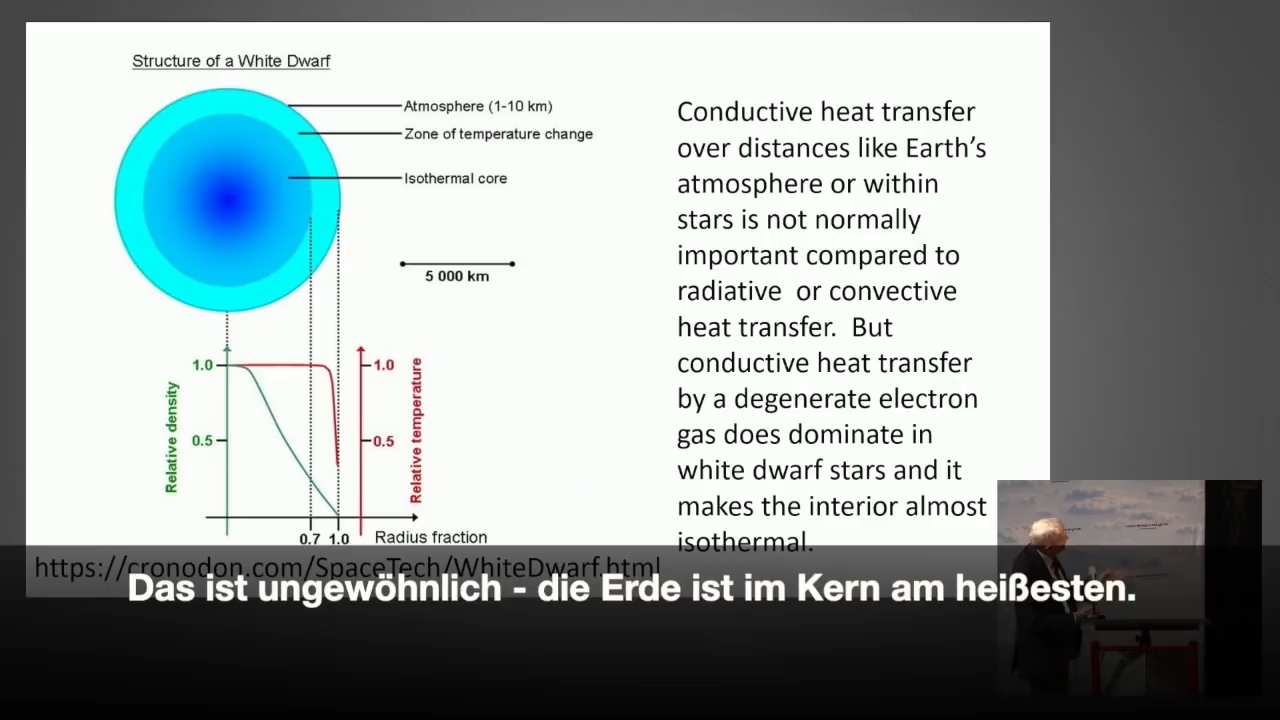 Structure of a White Dwarf
Atmosphere (1-10 km)
Zone of temperature change
Isothermal core
5 000 km
1.0
0.5
Relative density
1.0
0.5
Relative temperature
0.7 1.0
Radius fraction
https://cronodon.com/SpaceTech/WhiteDwarf.html
Conductive heat transfer
over distances like Earth’s
atmosphere or within
stars is not normally
important compared to
radiative  or convective
heat transfer.  But
conductive heat transfer
by a degenerate electron
gas does dominate in
white dwarf stars and it
makes the interior almost
isothermal.
Das ist ungewöhnlich - die Erde ist im Kern am heißesten.